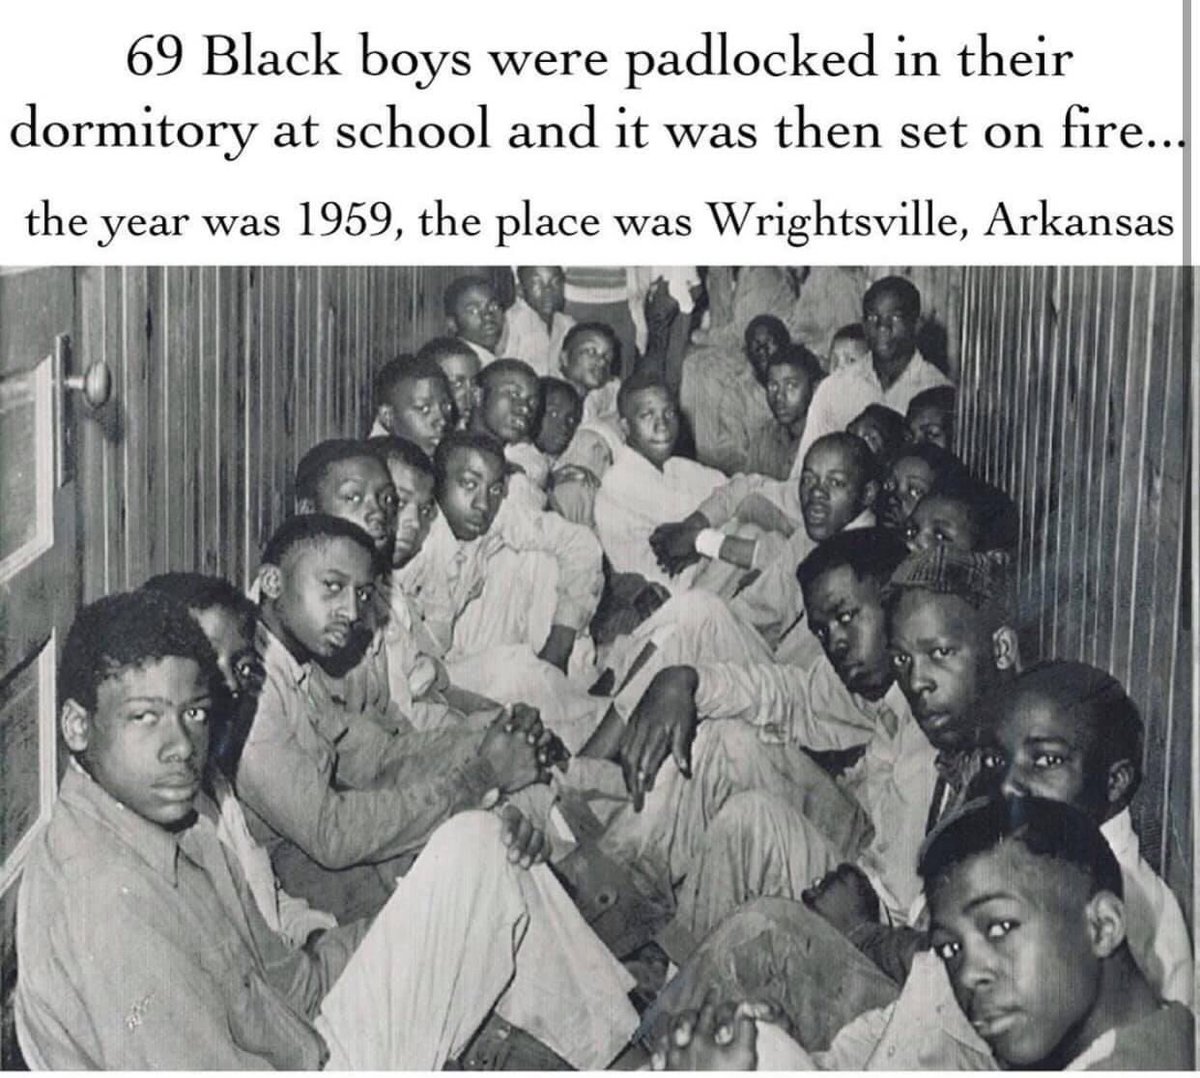 69 Black boys were padlocked in their
dormitory at school and it was then set on fire...
the year was 1959, the place was Wrightsville, Arkansas